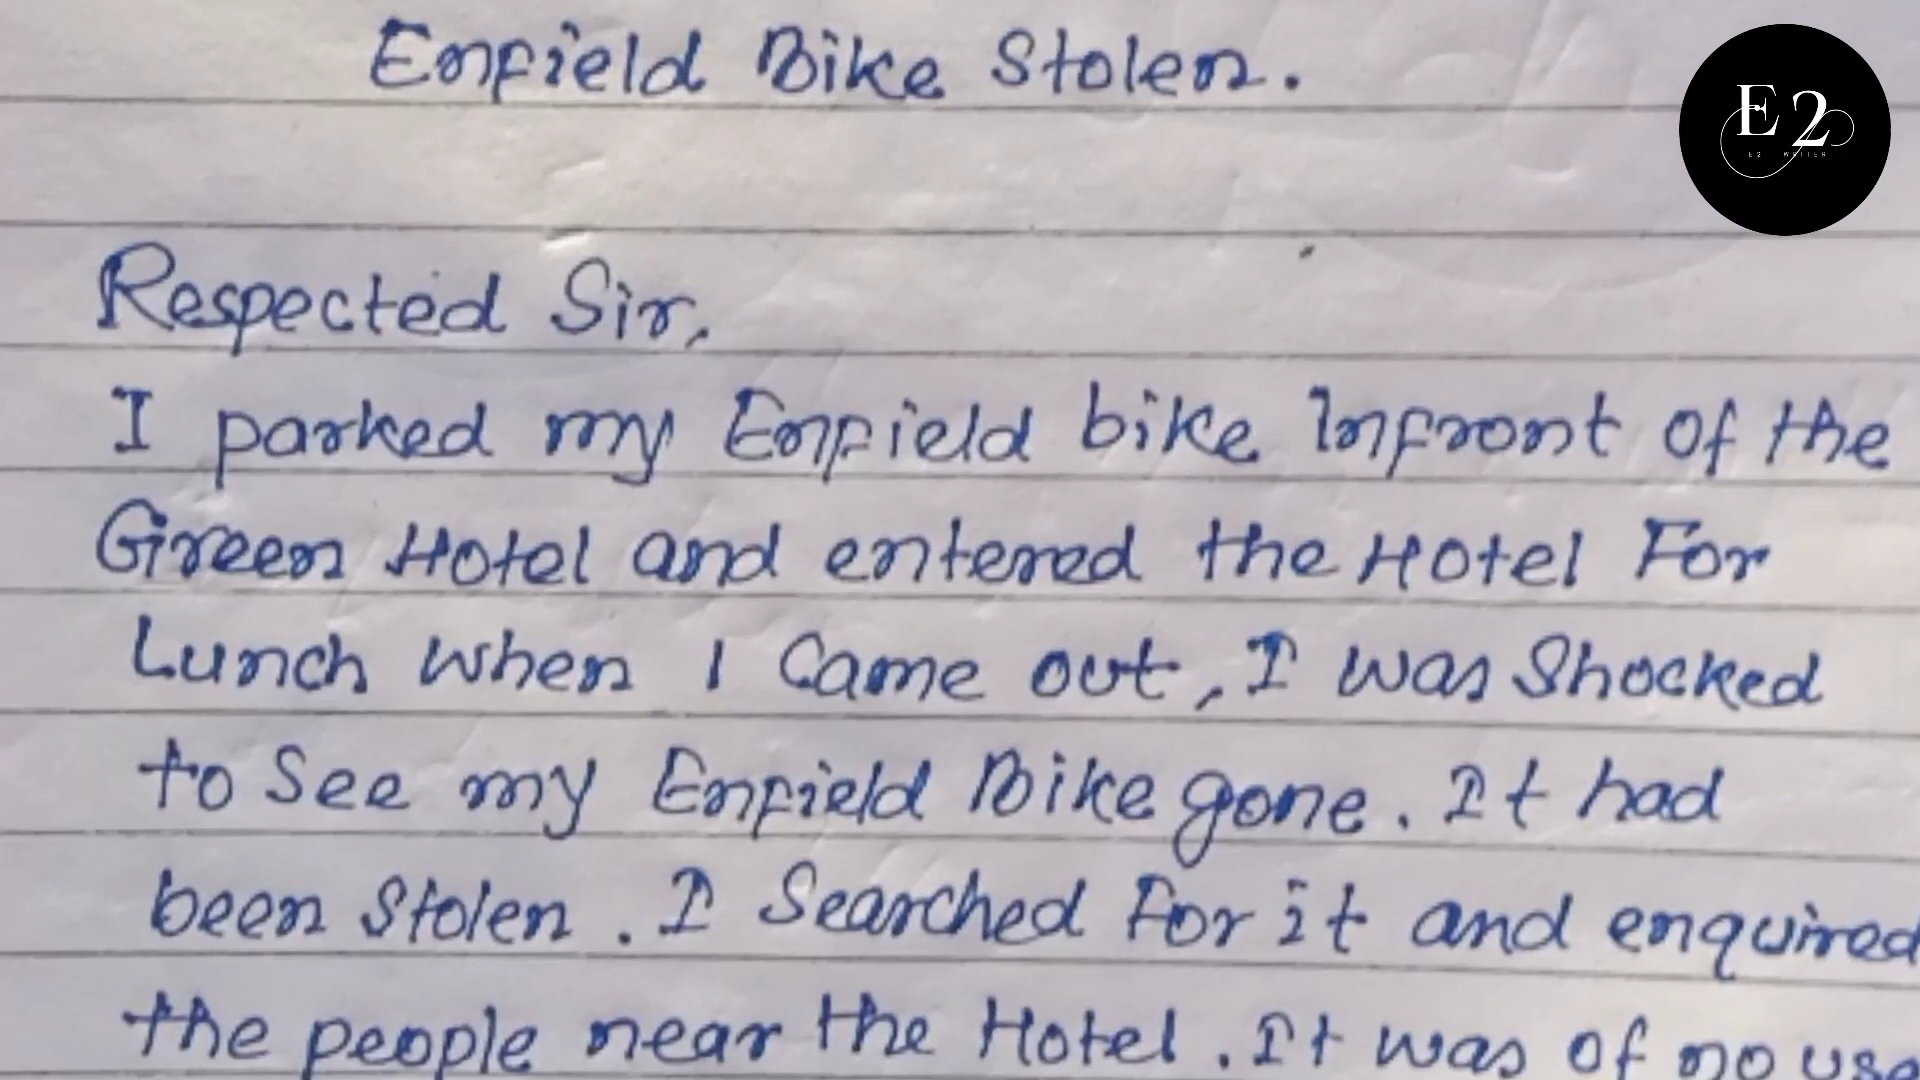 Enfield Bike Stolen.
E2
E2 WRITER
Respected Sir,
I parked my Enfield bike Infront of the
Green Hotel and entered the Hotel For
Lunch when I Came out, I was Shocked
to See my Enfield Bike gone. It had
been Stolen. I Searched For it and enquired
the people near the Hotel. It was of no use